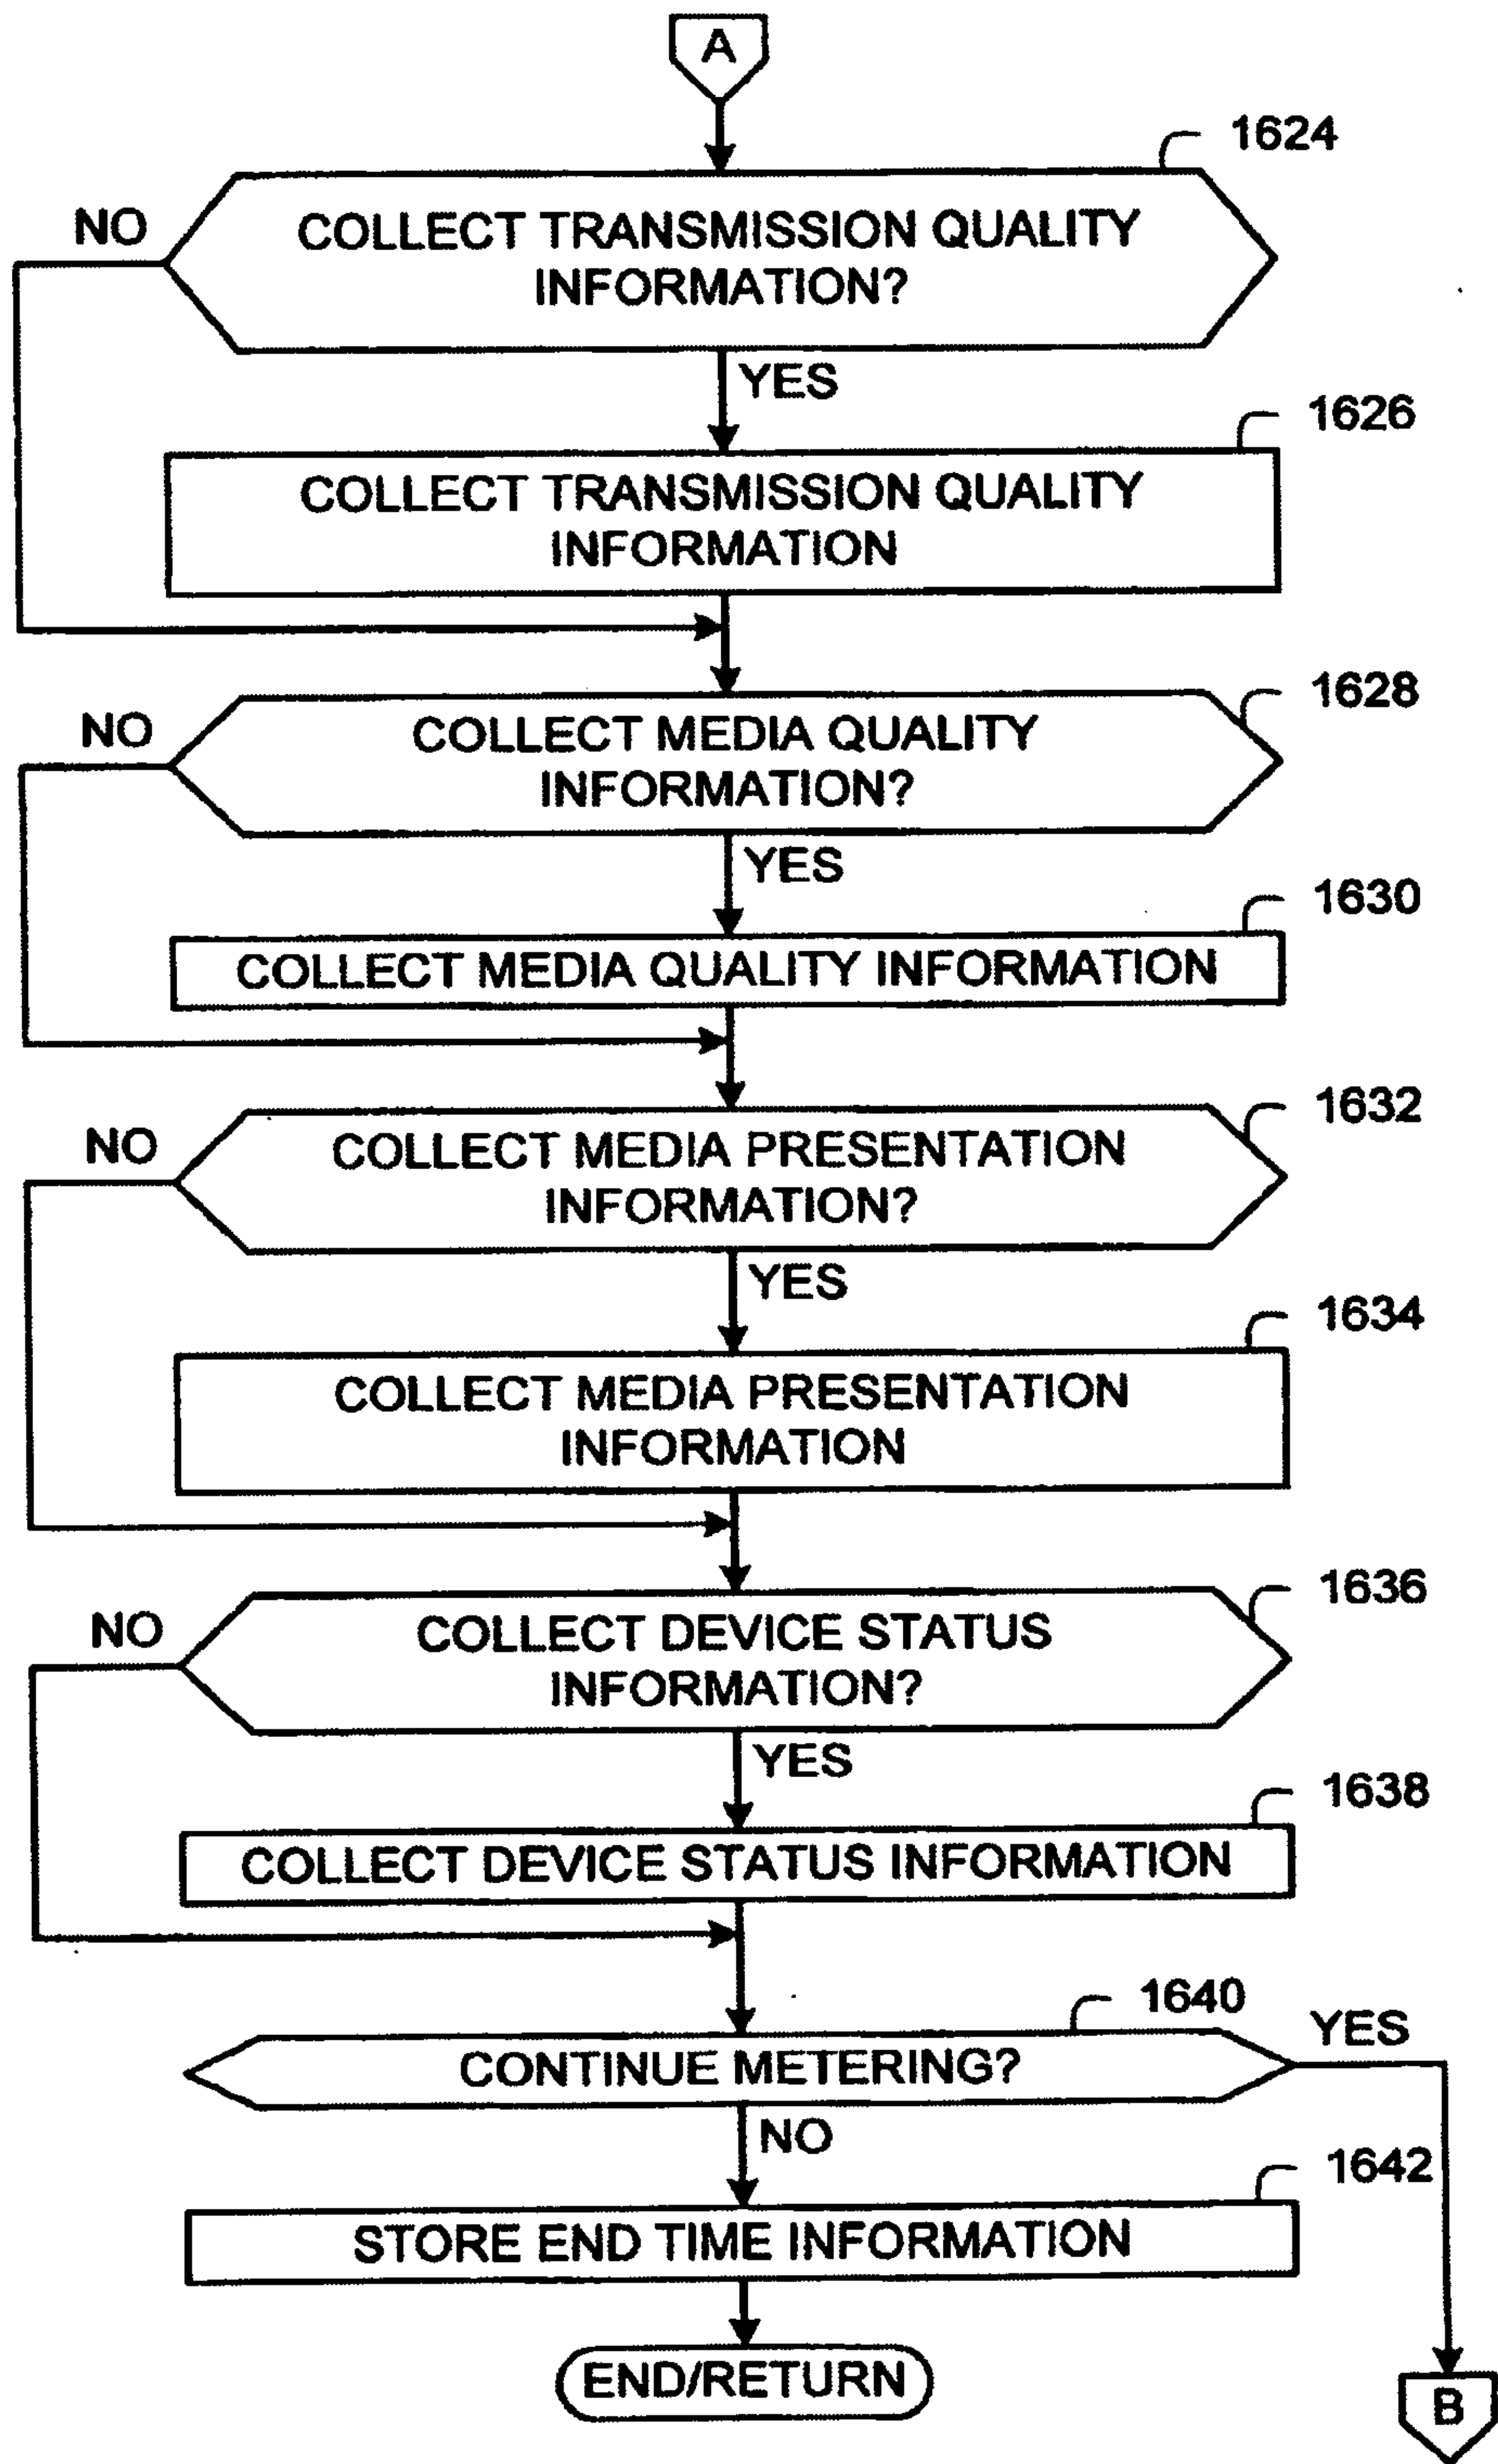 A
1624
NO
COLLECT TRANSMISSION QUALITY
INFORMATION?
YES
1626
COLLECT TRANSMISSION QUALITY
INFORMATION
1628
NO
COLLECT MEDIA QUALITY
INFORMATION?
YES
1630
COLLECT MEDIA QUALITY INFORMATION
1632
NO
COLLECT MEDIA PRESENTATION
INFORMATION?
YES
1634
COLLECT MEDIA PRESENTATION
INFORMATION
1636
NO
COLLECT DEVICE STATUS
INFORMATION?
YES
1638
COLLECT DEVICE STATUS INFORMATION
1640
YES
CONTINUE METERING?
NO
1642
STORE END TIME INFORMATION
END/RETURN
B